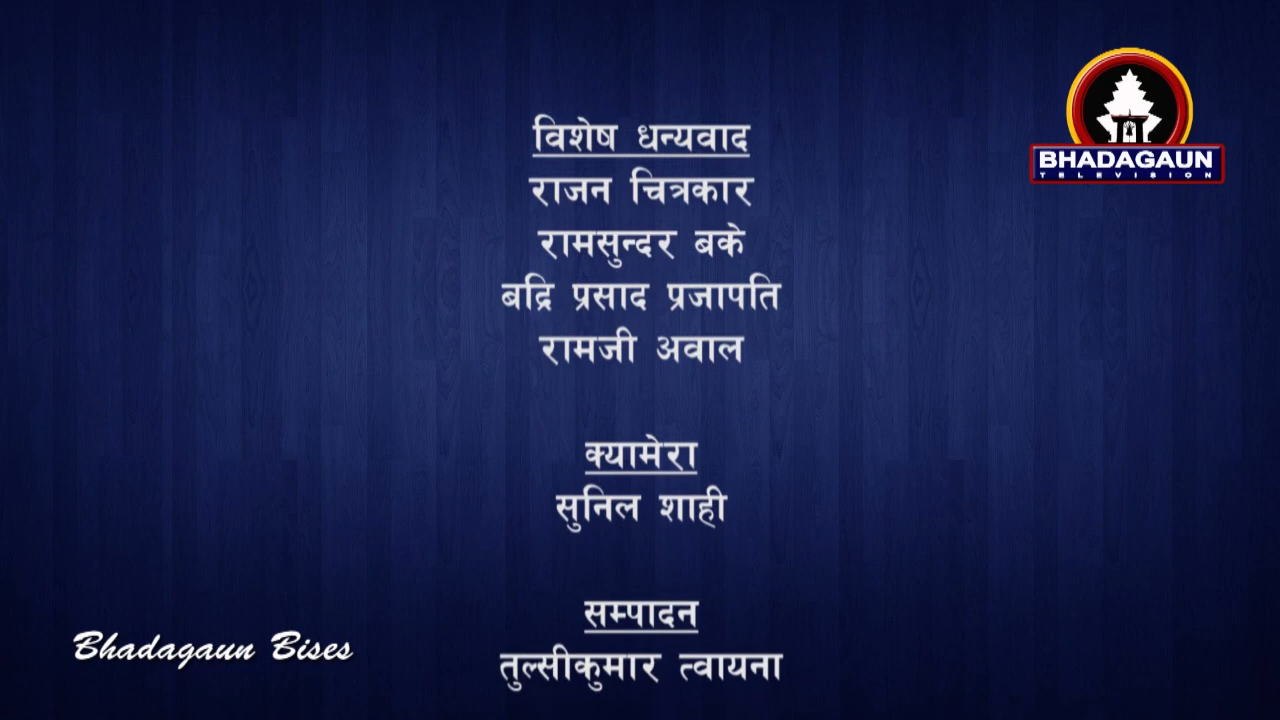 विशेष धन्यवाद
राजन चित्रकार
रामसुन्दर बके
बद्रि प्रसाद प्रजापति
रामजी अवाल
क्यामेरा
सुनिल शाही
सम्पादन
तुल्सीकुमार त्वायना
BHADAGAUN
TELEVISION
Bhadagaun Bises